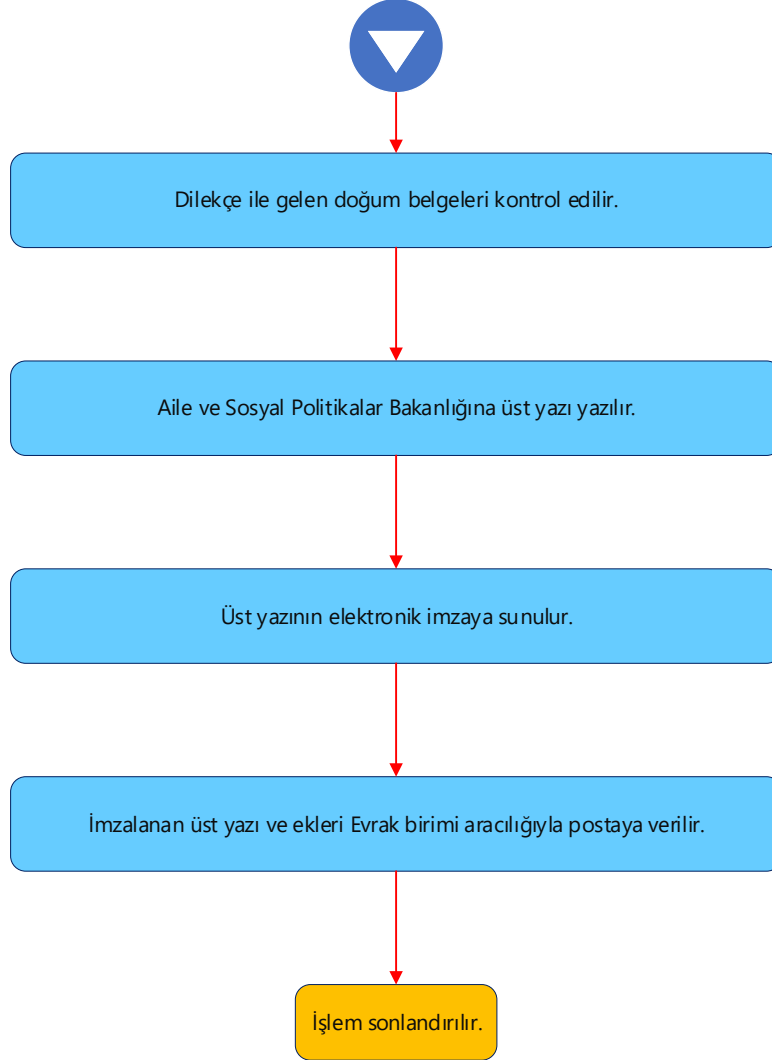 Dilekçe ile gelen doğum belgeleri kontrol edilir.
Aile ve Sosyal Politikalar Bakanlığına üst yazı yazılır.
Üst yazının elektronik imzaya sunulur.
İmzalanan üst yazı ve ekleri Evrak birimi aracılığıyla postaya verilir.
İşlem sonlandırılır.